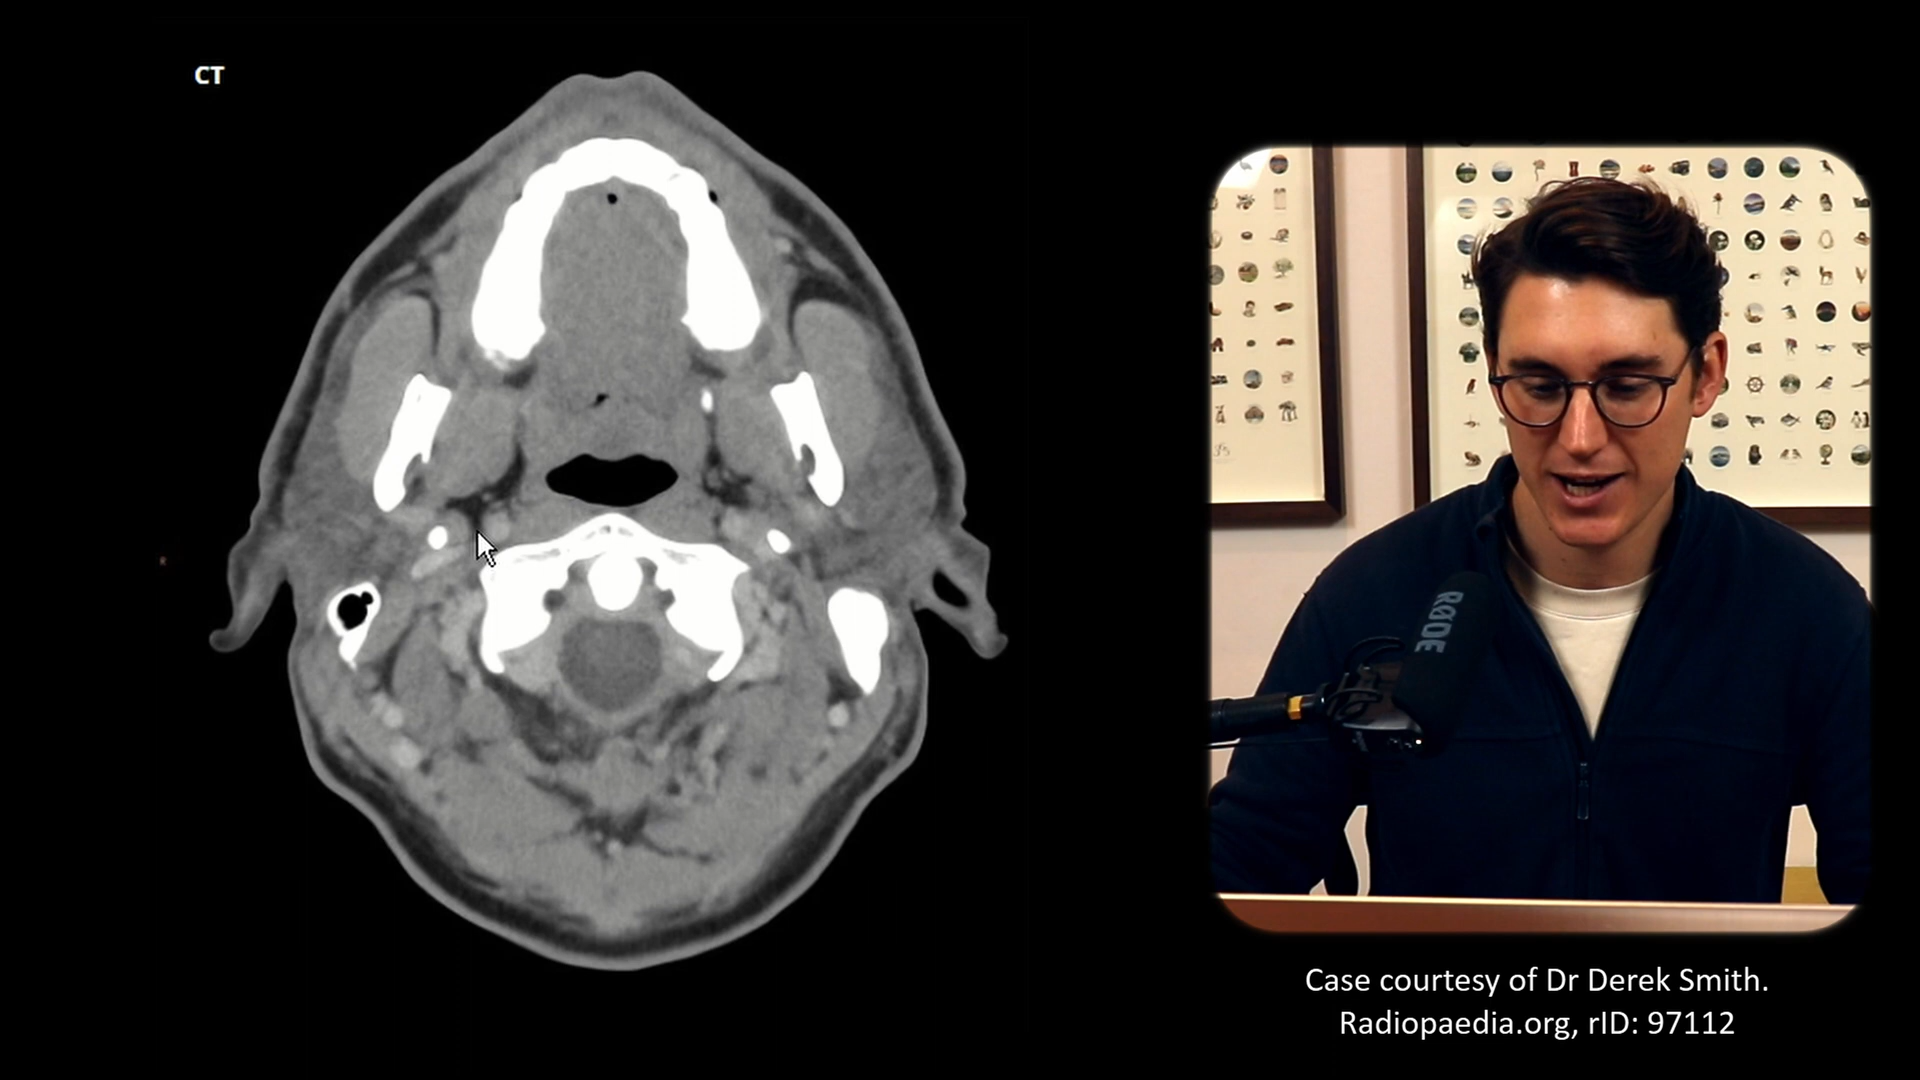 CT
R
RØDE
Case courtesy of Dr Derek Smith.
Radiopaedia.org, rID: 97112